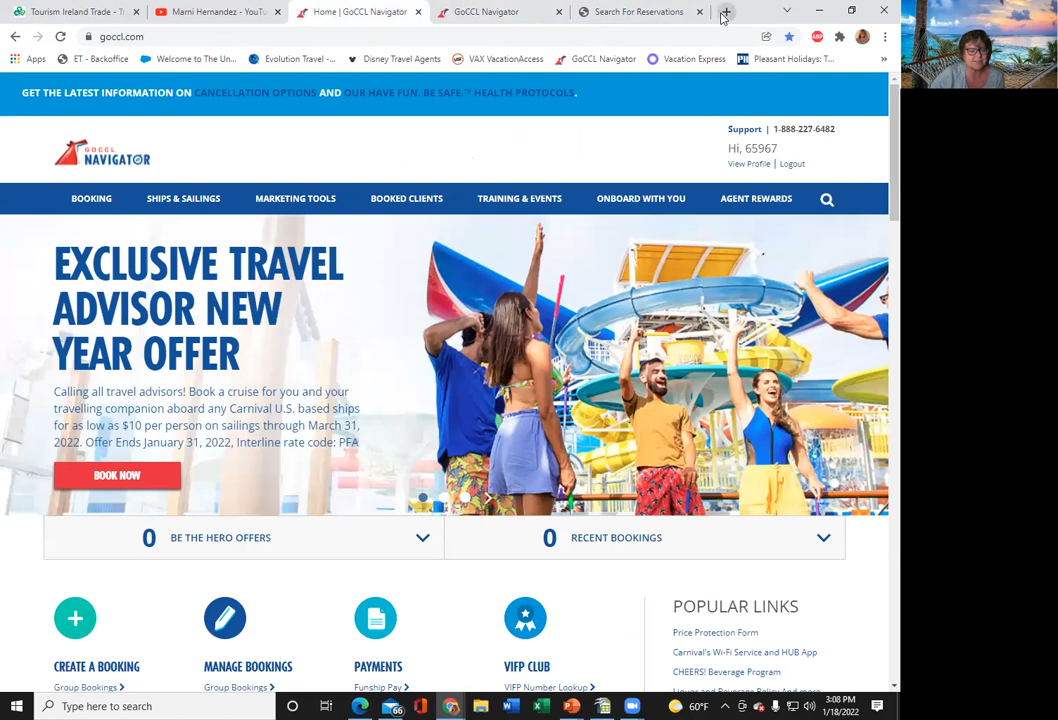 Tourism Ireland Trade - T
Marni Hernandez - YouTu
Home | GoCCL Navigator
GoCCL Navigator
Search For Reservations
goccl.com
ABP
Apps
ET - Backoffice
Welcome to The Un...
Evolution Travel -...
Disney Travel Agents
VAX VacationAccess
GoCCL Navigator
Vacation Express
Pleasant Holidays: T...
GET THE LATEST INFORMATION ON CANCELLATION OPTIONS AND OUR HAVE FUN. BE SAFE.™ HEALTH PROTOCOLS.
Support | 1-888-227-6482
GOCCL
NAVIGATOR
Hi, 65967
View Profile | Logout
BOOKING
SHIPS & SAILINGS
MARKETING TOOLS
BOOKED CLIENTS
TRAINING & EVENTS
ONBOARD WITH YOU
AGENT REWARDS
EXCLUSIVE TRAVEL
ADVISOR NEW
YEAR OFFER
Calling all travel advisors! Book a cruise for you and your
travelling companion aboard any Carnival U.S. based ships
for as low as $10 per person on sailings through March 31,
2022. Offer Ends January 31, 2022, Interline rate code: PFA
BOOK NOW
0 BE THE HERO OFFERS
0 RECENT BOOKINGS
CREATE A BOOKING
Group Bookings
MANAGE BOOKINGS
Group Bookings
PAYMENTS
Funship Pay
VIFP CLUB
VIFP Number Lookup
POPULAR LINKS
Price Protection Form
Carnival's Wi-Fi Service and HUB App
CHEERS! Beverage Program
Liquor and Beverage Policy And more
Type here to search
66
60°F
3:08 PM
1/18/2022